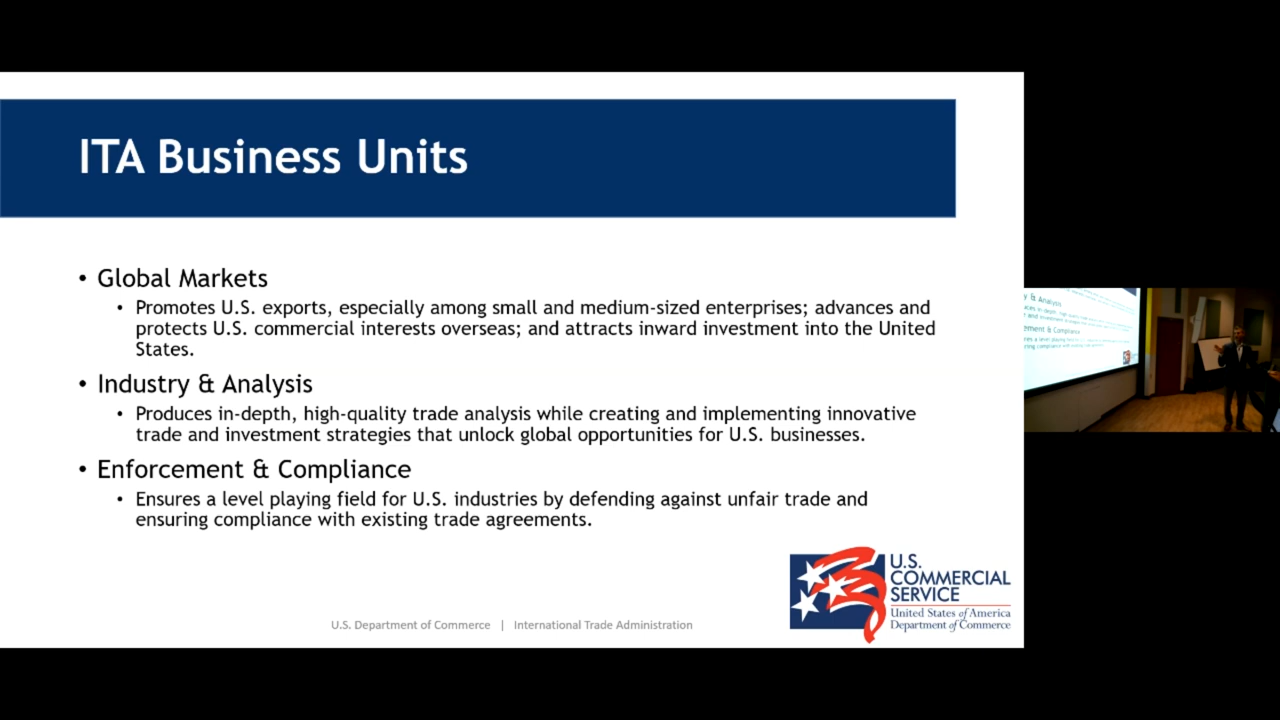 ITA Business Units
• Global Markets
• Promotes U.S. exports, especially among small and medium-sized enterprises; advances and
protects U.S. commercial interests overseas; and attracts inward investment into the United
States.
• Industry & Analysis
• Produces in-depth, high-quality trade analysis while creating and implementing innovative
trade and investment strategies that unlock global opportunities for U.S. businesses.
• Enforcement & Compliance
• Ensures a level playing field for U.S. industries by defending against unfair trade and
ensuring compliance with existing trade agreements.
U.S. Department of Commerce | International Trade Administration
U.S.
COMMERCIAL
SERVICE
United States of America
Department of Commerce
y & Analysis
ement & Compliance